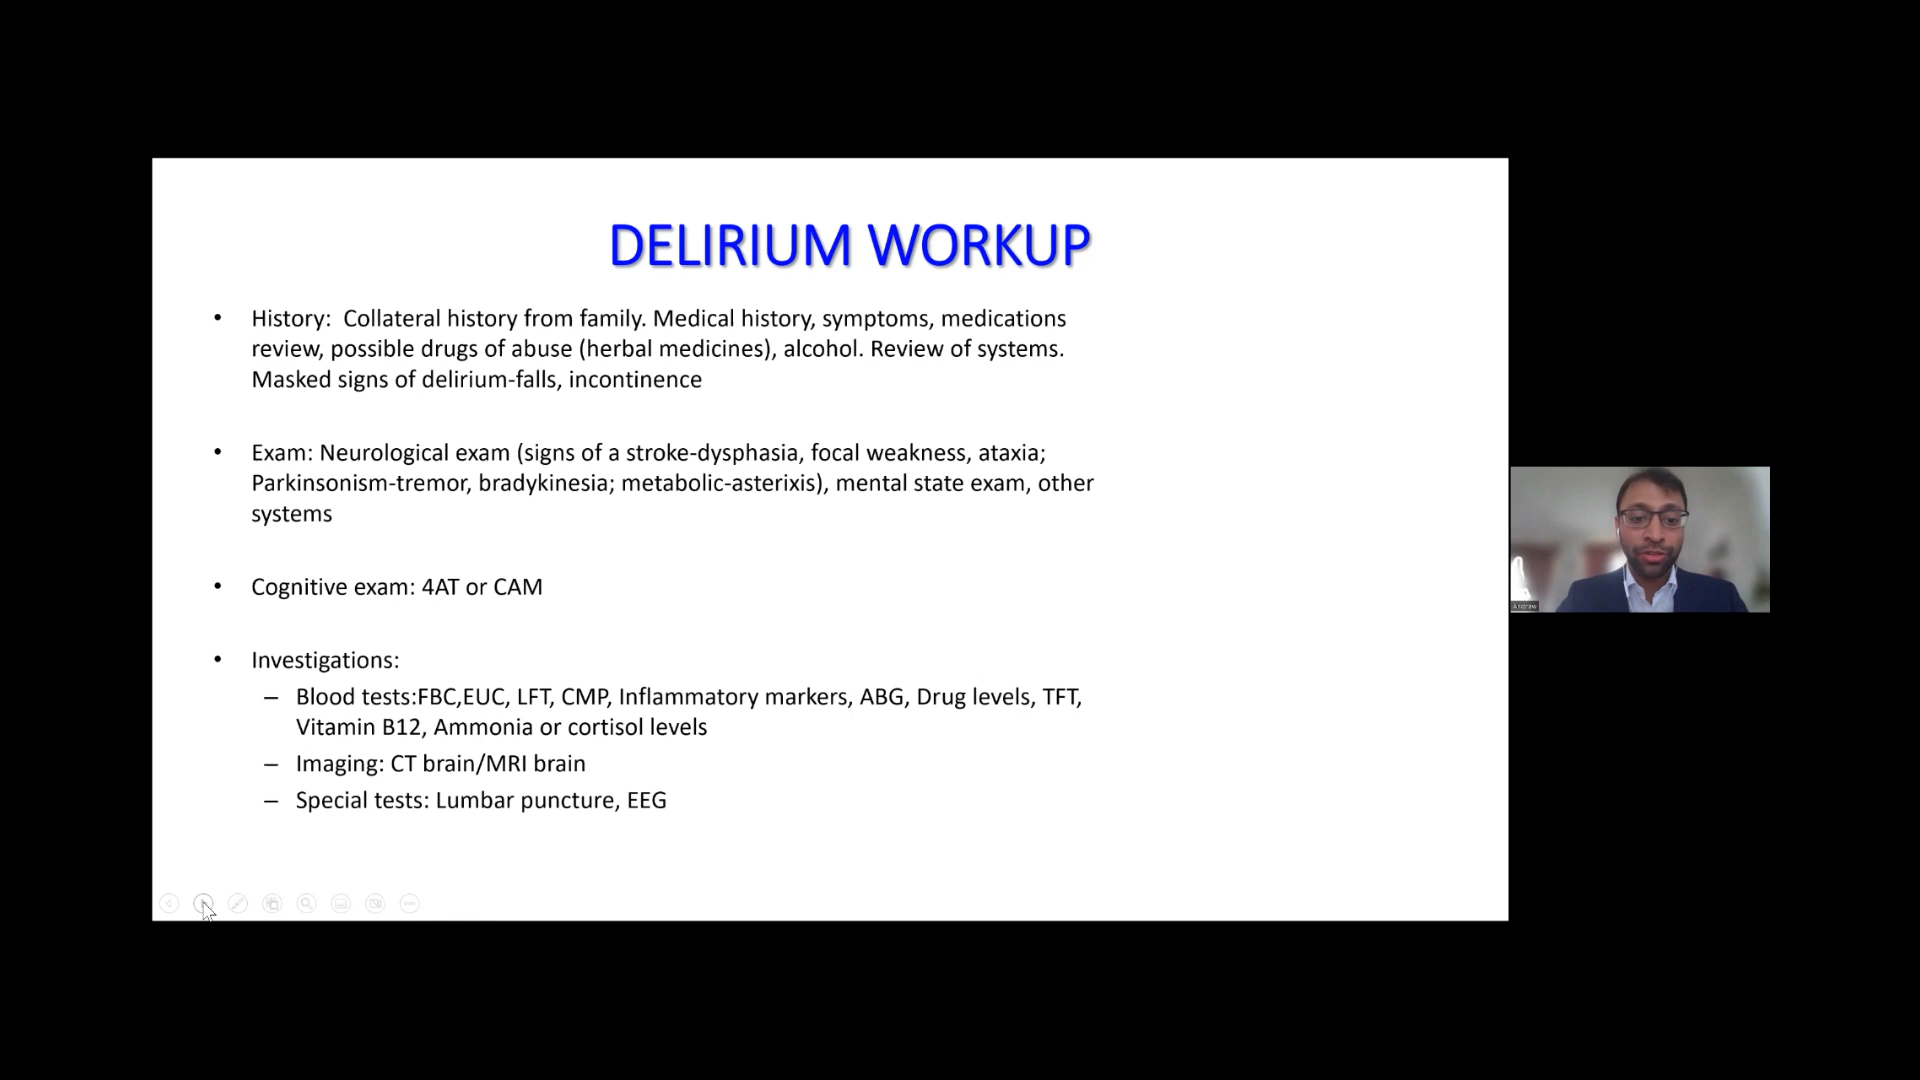 DELIRIUM WORKUP
• History:  Collateral history from family. Medical history, symptoms, medications
review, possible drugs of abuse (herbal medicines), alcohol. Review of systems.
Masked signs of delirium-falls, incontinence
• Exam: Neurological exam (signs of a stroke-dysphasia, focal weakness, ataxia;
Parkinsonism-tremor, bradykinesia; metabolic-asterixis), mental state exam, other
systems
• Cognitive exam: 4AT or CAM
• Investigations:
– Blood tests:FBC,EUC, LFT, CMP, Inflammatory markers, ABG, Drug levels, TFT,
Vitamin B12, Ammonia or cortisol levels
– Imaging: CT brain/MRI brain
– Special tests: Lumbar puncture, EEG
Andrew